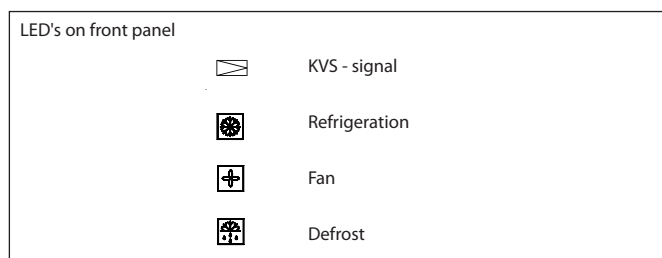 LED's on front panel
KVS - signal
Refrigeration
Fan
Defrost